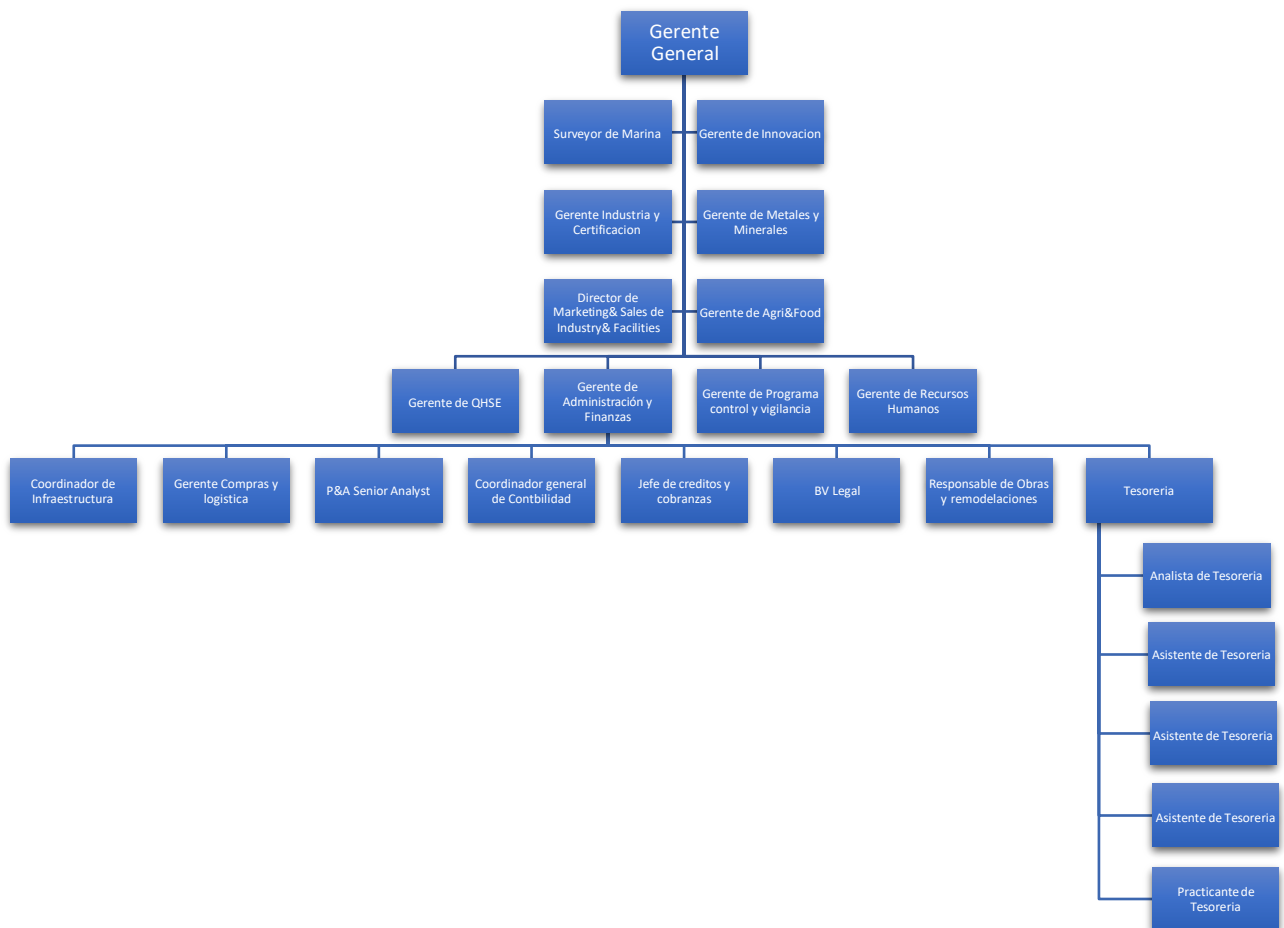 Gerente
General
Surveyor de Marina
Gerente de Innovacion
Gerente Industria y
Certificacion
Gerente de Metales y
Minerales
Director de
Marketing& Sales de
Industry& Facilities
Gerente de Agri&Food
Gerente de QHSE
Gerente de
Administración y
Finanzas
Gerente de Programa
control y vigilancia
Gerente de Recursos
Humanos
Coordinador de
Infraestructura
Gerente Compras y
logistica
P&A Senior Analyst
Coordinador general
de Contbilidad
Jefe de creditos y
cobranzas
BV Legal
Responsable de Obras
y remodelaciones
Tesoreria
Analista de Tesoreria
Asistente de Tesoreria
Asistente de Tesoreria
Asistente de Tesoreria
Practicante de
Tesoreria